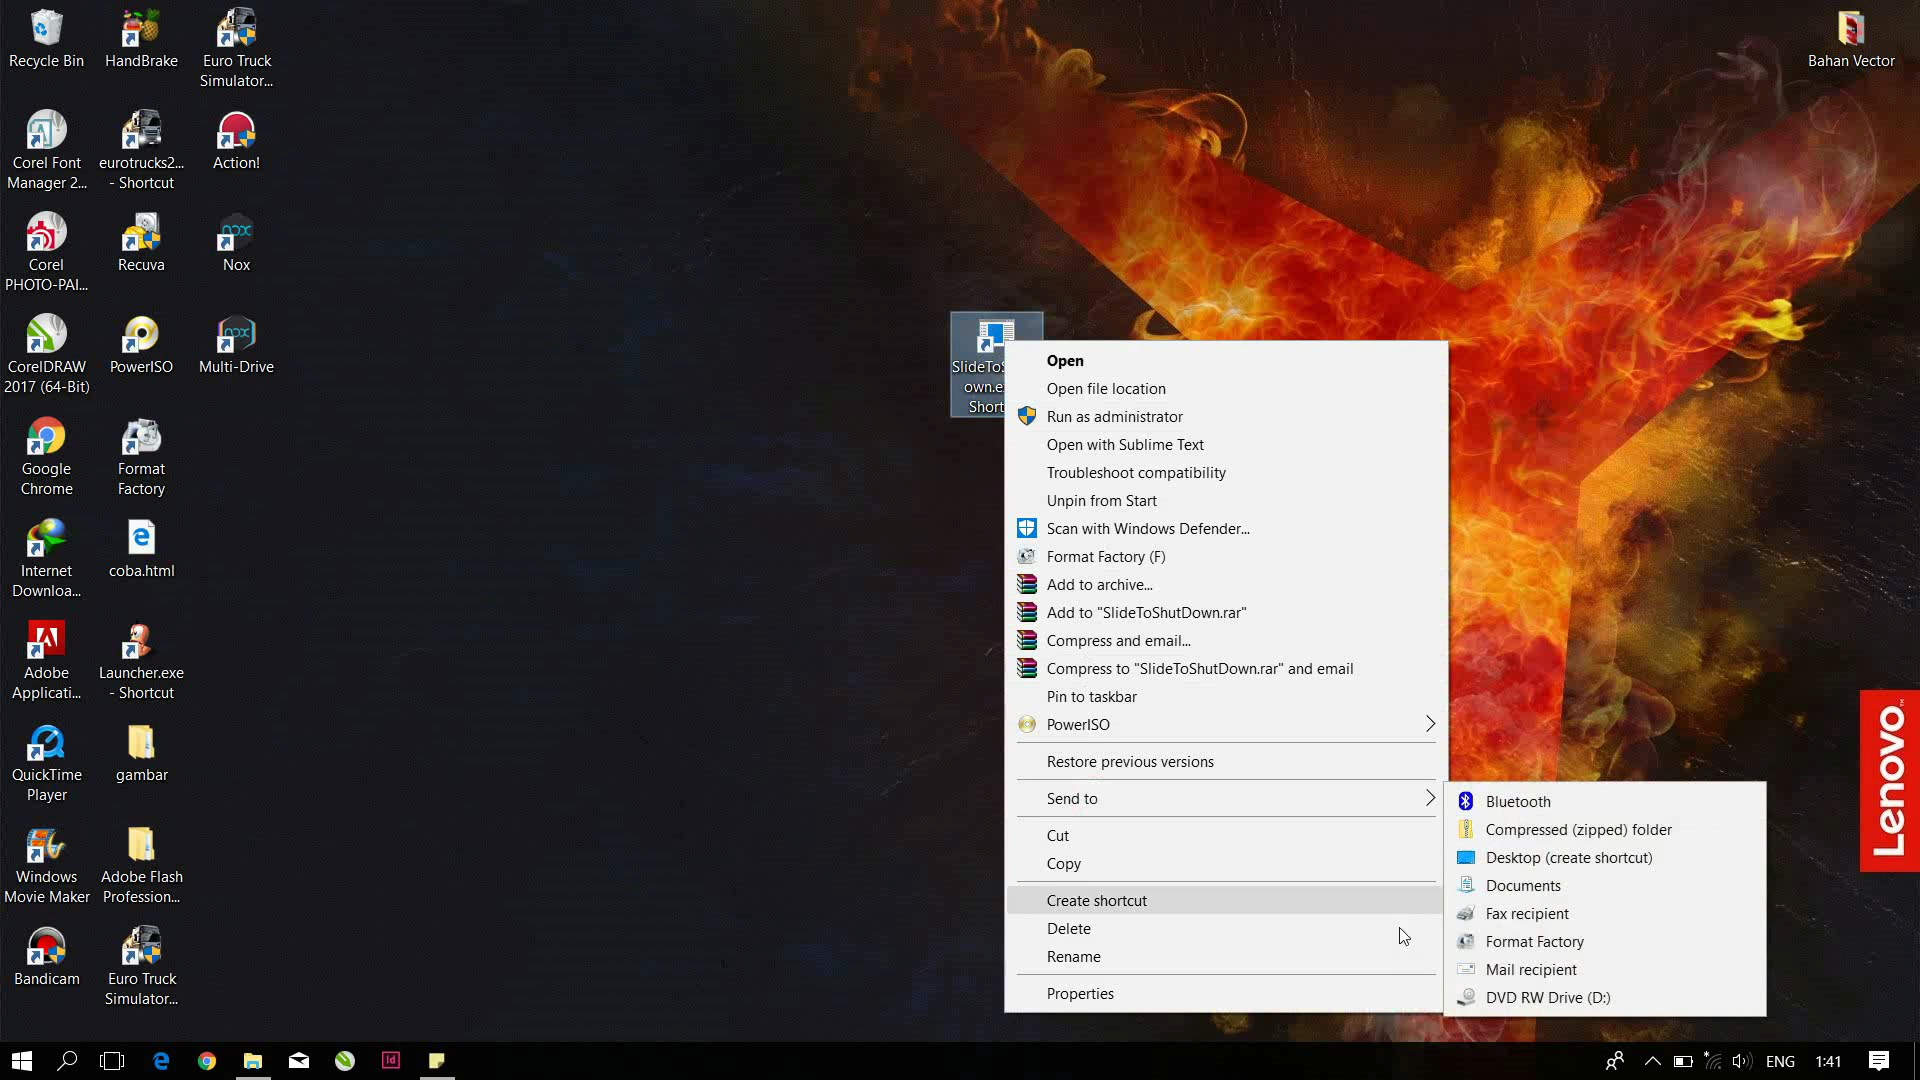 Recycle Bin
HandBrake
Euro Truck
Simulator...
Bahan Vector
Corel Font
Manager 2...
eurotrucks2...
- Shortcut
Action!
Corel
PHOTO-PAI...
Recuva
Nox
CorelDRAW
2017 (64-Bit)
PowerISO
Multi-Drive
Google
Chrome
Format
Factory
Internet
Downloa...
coba.html
Adobe
Applicati...
Launcher.exe
- Shortcut
QuickTime
Player
gambar
Windows
Movie Maker
Adobe Flash
Profession...
Bandicam
Euro Truck
Simulator...
Open
Open file location
Run as administrator
Open with Sublime Text
Troubleshoot compatibility
Unpin from Start
Scan with Windows Defender...
Format Factory (F)
Add to archive...
Add to "SlideToShutDown.rar"
Compress and email...
Compress to "SlideToShutDown.rar" and email
Pin to taskbar
PowerISO
Restore previous versions
Send to
Cut
Copy
Create shortcut
Delete
Rename
Properties
Bluetooth
Compressed (zipped) folder
Desktop (create shortcut)
Documents
Fax recipient
Format Factory
Mail recipient
DVD RW Drive (D:)
Lenovo
ENG
1:41